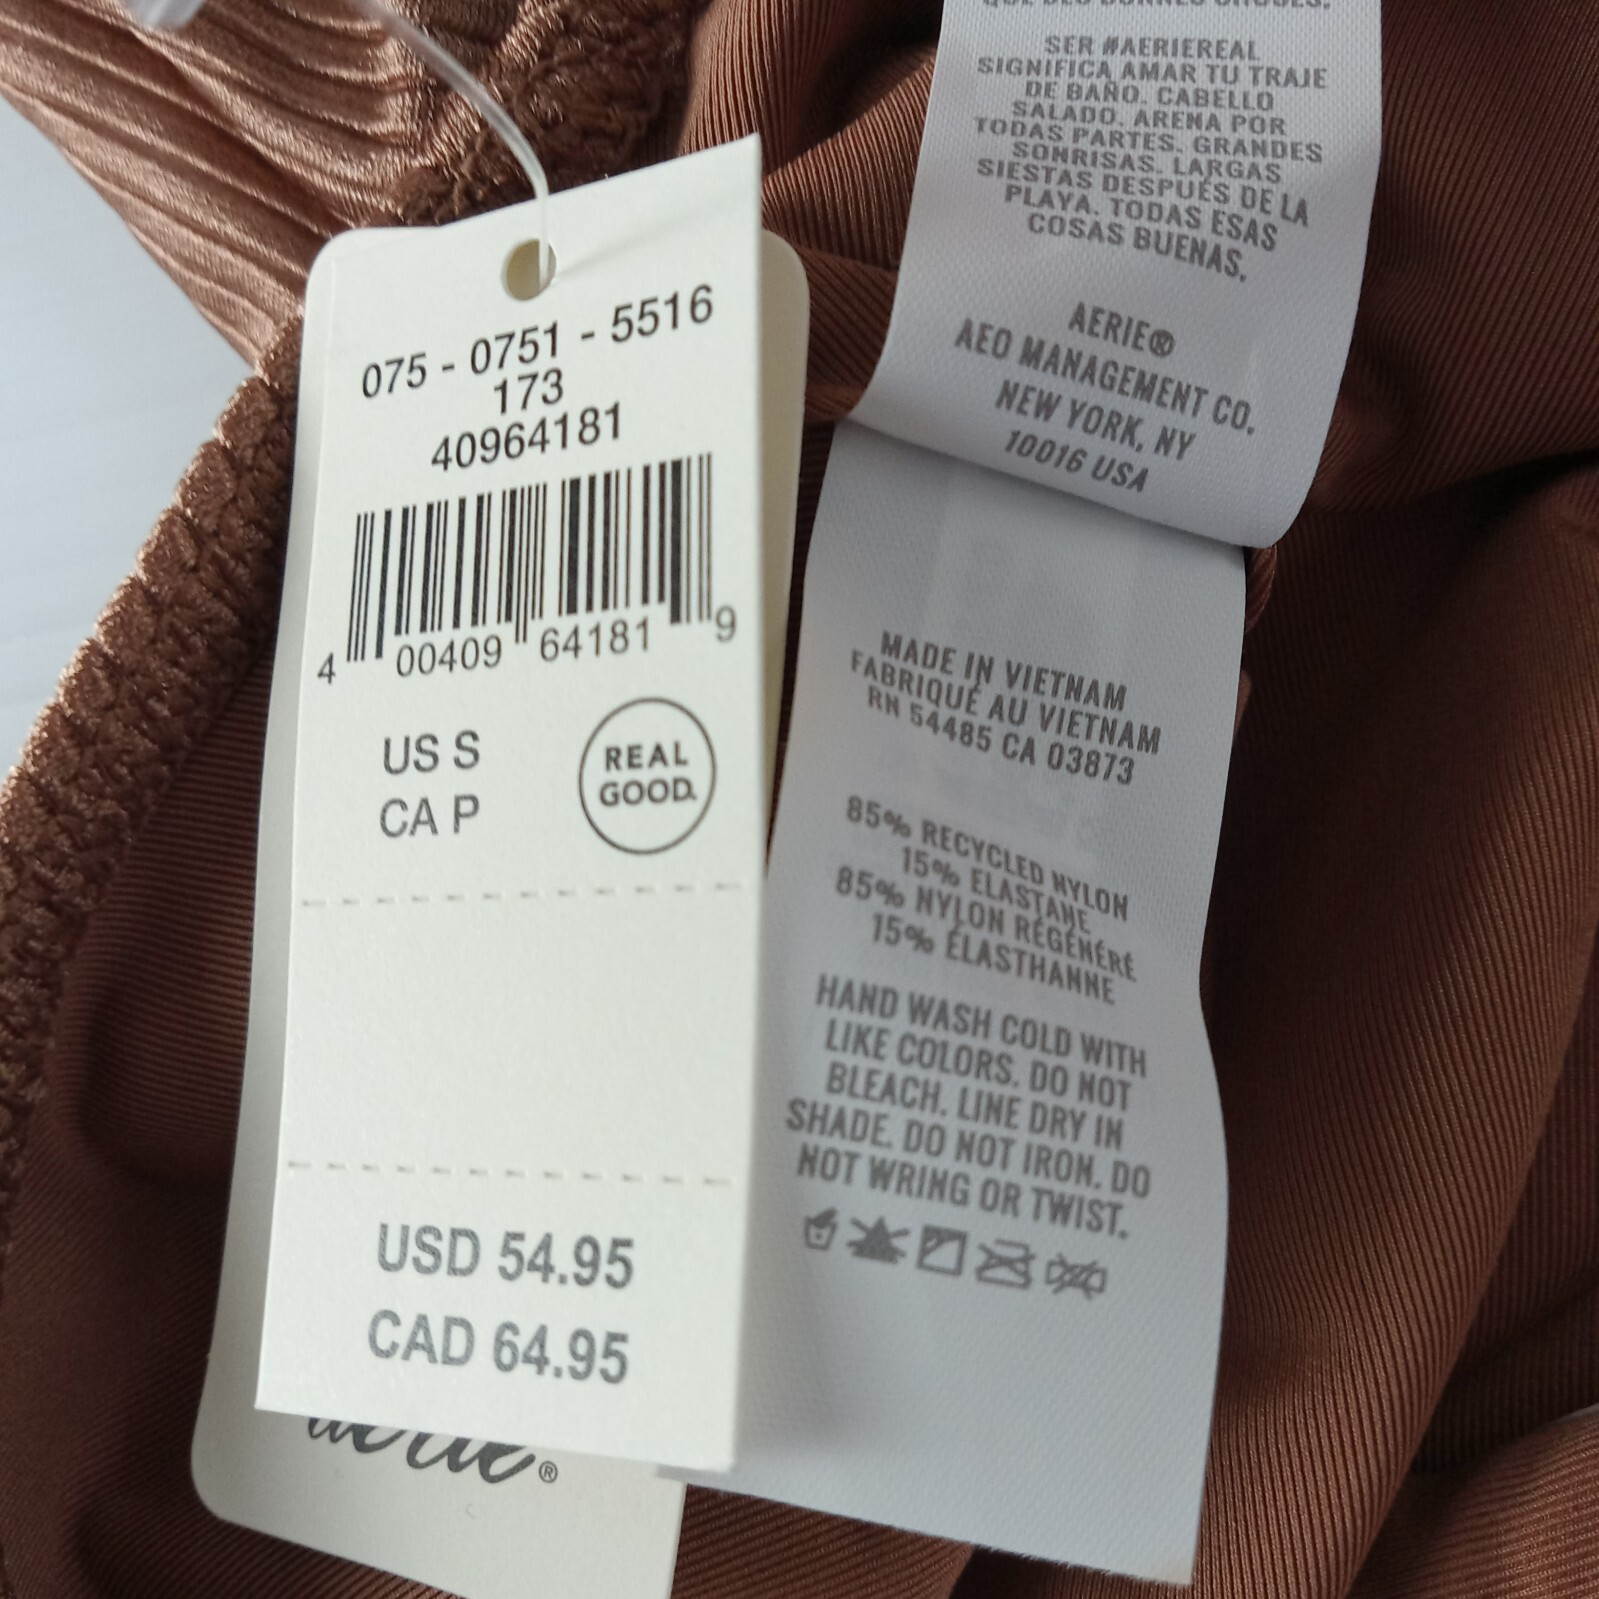 075 - 0751 - 5516
173
40964181
4 00409 64181 9
US S
CA P
REAL
GOOD.
USD 54.95
CAD 64.95
aerie®
QUE DES BONNES CHOSES.
SER #AERIEREAL
SIGNIFICA AMAR TU TRAJE
DE BAÑO. CABELLO
SALADO. ARENA POR
TODAS PARTES. GRANDES
SONRISAS. LARGAS
SIESTAS DESPUÉS DE LA
PLAYA. TODAS ESAS
COSAS BUENAS.
AERIE®
AEO MANAGEMENT CO.
NEW YORK, NY
10016 USA
MADE IN VIETNAM
FABRIQUÉ AU VIETNAM
RN 54485 CA 03873
85% RECYCLED NYLON
15% ELASTANE
85% NYLON RÉGÉNÉRÉ
15% ÉLASTHANNE
HAND WASH COLD WITH
LIKE COLORS. DO NOT
BLEACH. LINE DRY IN
SHADE. DO NOT IRON. DO
NOT WRING OR TWIST.